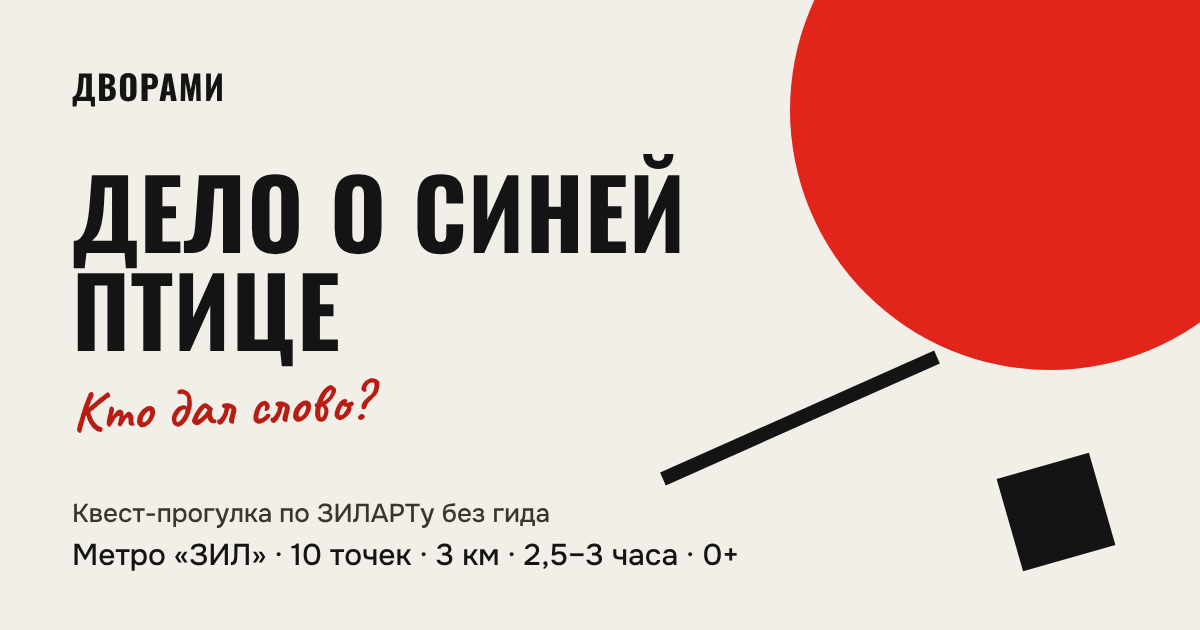 ДВОРАМИ
ДЕЛО О СИНЕЙ
ПТИЦЕ
Кто дал слово?
Квест-прогулка по ЗИЛАРТу без гида
Метро «ЗИЛ» · 10 точек · 3 км · 2,5–3 часа · 0+